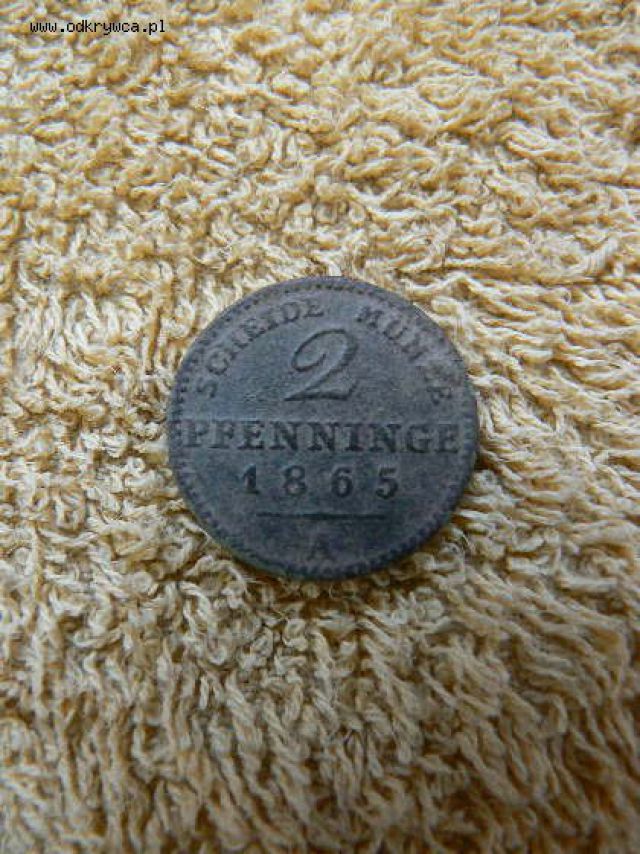 www.odkrywca.pl
SCHEIDE MÜNZE
2
PFENNINGE
1865
A